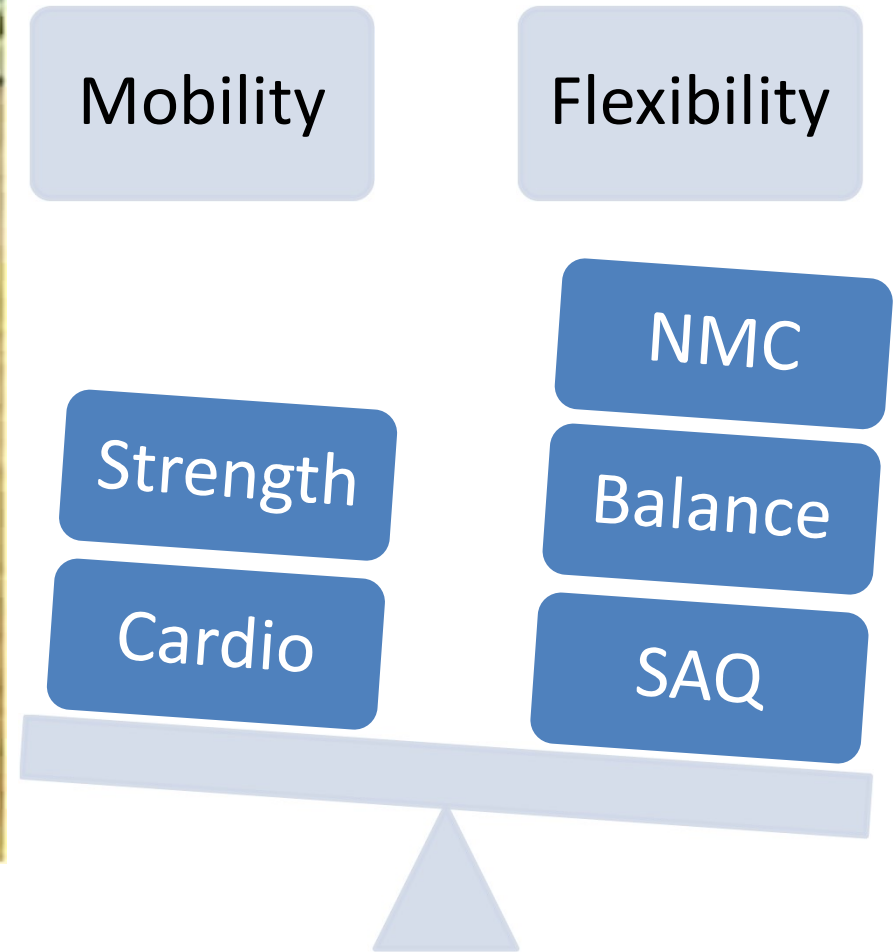 Mobility
Flexibility
NMC
Strength
Balance
Cardio
SAQ